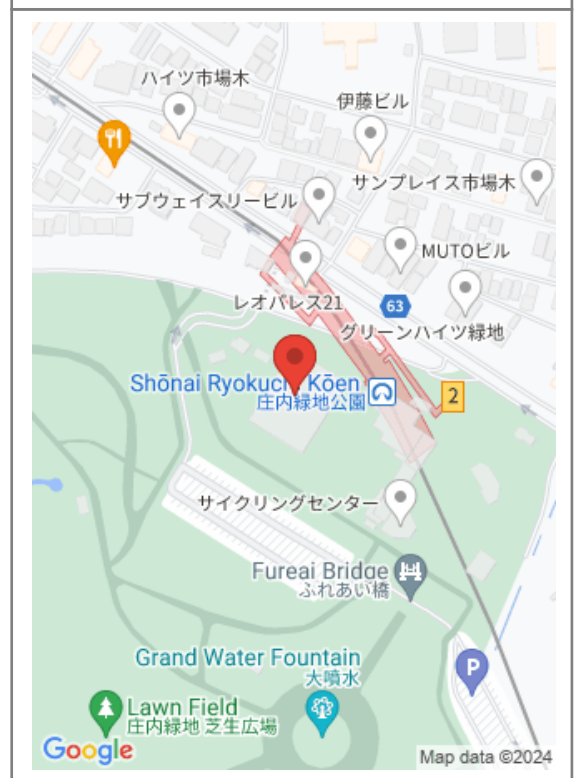 ハイツ市場木
伊藤ビル
サンプレイス市場木
サブウェイスリービル
MUTOビル
レオパレス21
63
グリーンハイツ緑地
Shōnai Ryokuchi Kōen
庄内緑地公園
2
サイクリングセンター
Fureai Bridge
ふれあい橋
Grand Water Fountain
大噴水
P
Lawn Field
庄内緑地 芝生広場
Google
Map data ©2024